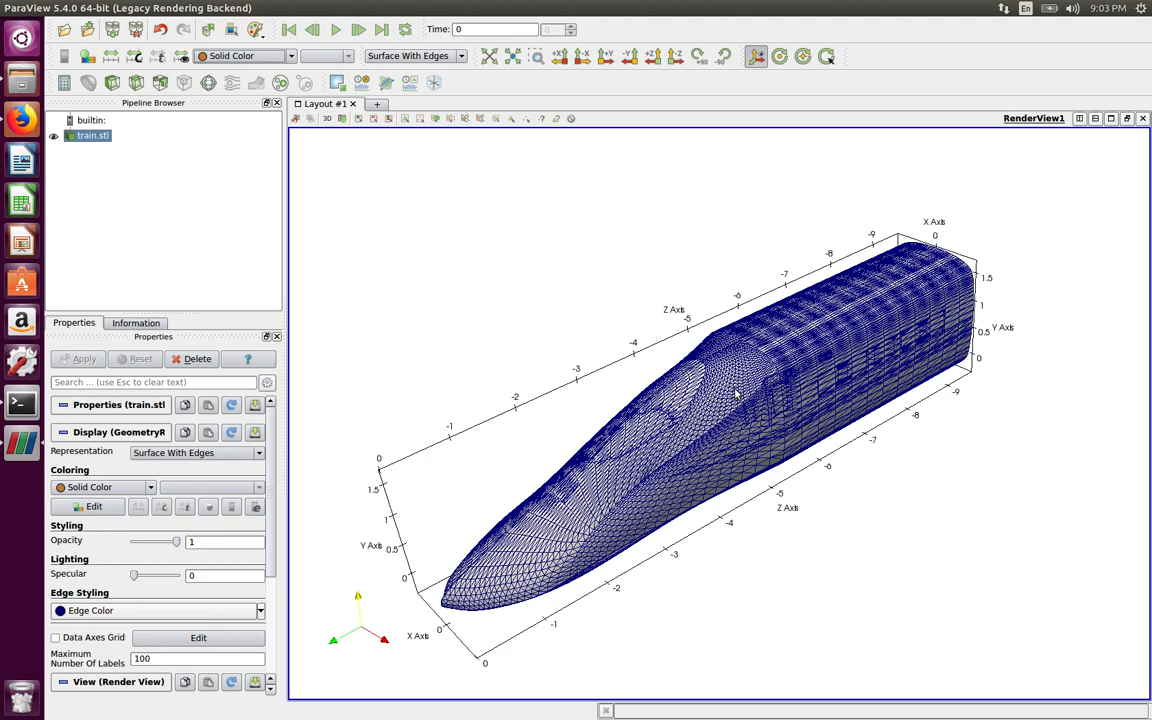 ParaView 5.4.0 64-bit (Legacy Rendering Backend)
En
9:03 PM
Time:
0
0
Solid Color
Surface With Edges
Pipeline Browser
builtin:
train.stl
Properties
Information
Properties
Apply
Reset
Delete
?
Search ... (use Esc to clear text)
Properties (train.stl
Display (GeometryR
Representation
Surface With Edges
Coloring
Solid Color
Edit
Styling
Opacity
1
Lighting
Specular
0
Edge Styling
Edge Color
Data Axes Grid
Edit
Maximum
Number Of Labels
100
View (Render View)
Layout #1
3D
RenderView1
X Axis
0
-9
-8
-7
-6
Z Axis
-5
-4
-3
-2
-1
0
1.5
1
0.5
Y Axis
0
-9
-8
-7
-6
-5
Z Axis
-4
-3
-2
-1
0
1.5
1
Y Axis
0.5
0
X Axis
0